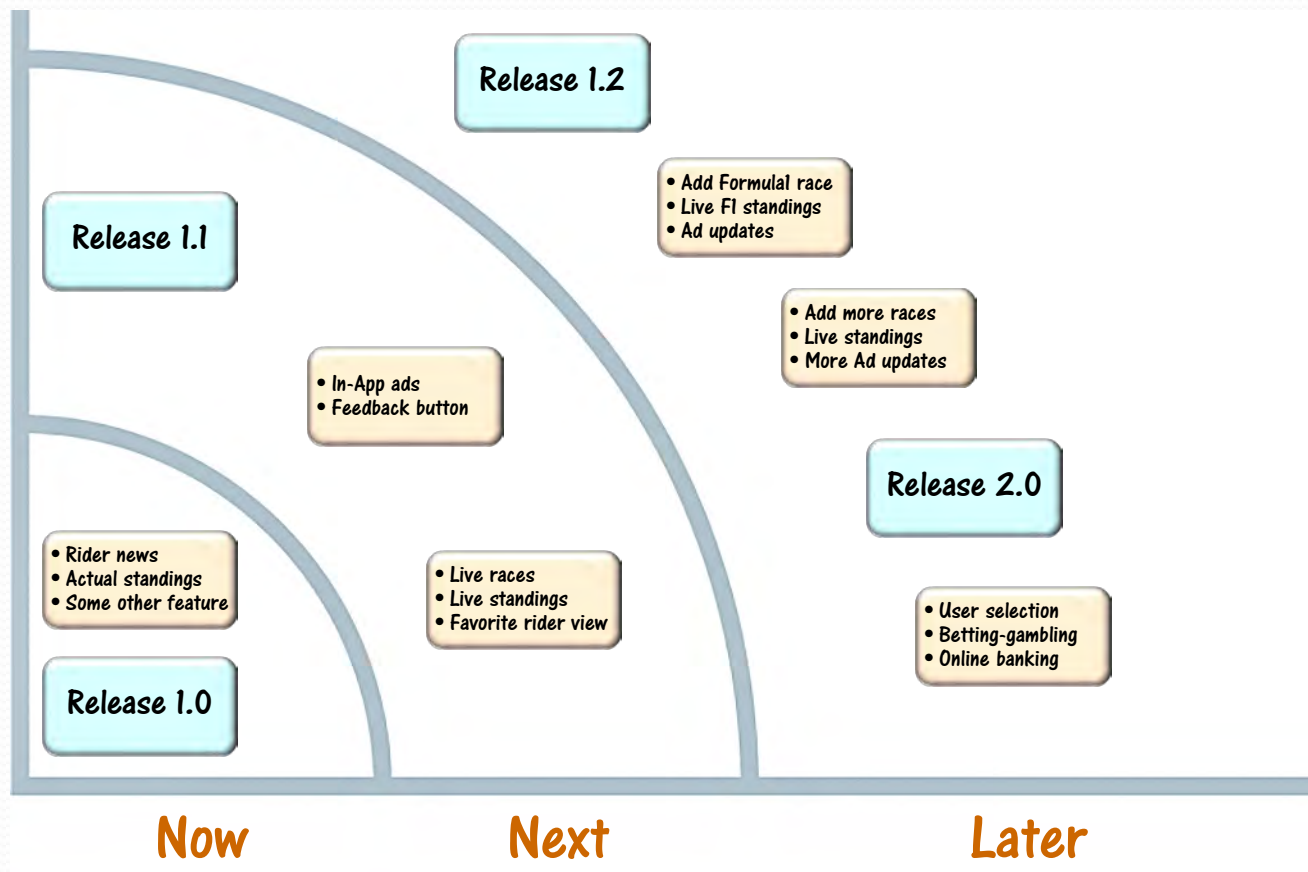 Release 1.2
• Add Formula1 race
• Live F1 standings
• Ad updates
Release 1.1
• Add more races
• Live standings
• More Ad updates
• In-App ads
• Feedback button
Release 2.0
• Rider news
• Actual standings
• Some other feature
• Live races
• Live standings
• Favorite rider view
• User selection
• Betting-gambling
• Online banking
Release 1.0
Now
Next
Later